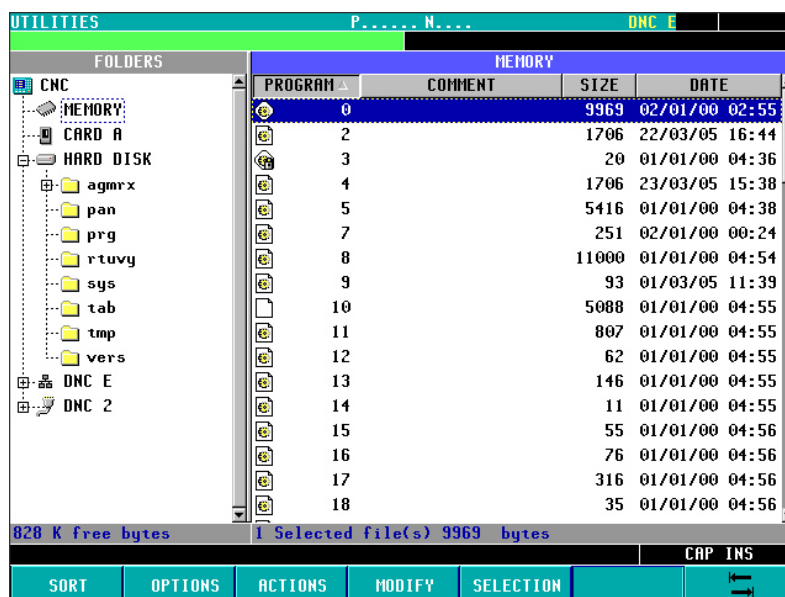 UTILITIES P...... N.... DNC E
FOLDERS MEMORY
CNC PROGRAM COMMENT SIZE DATE
MEMORY 0 9969 02/01/00 02:55
CARD A 2 1706 22/03/05 16:44
HARD DISK 3 20 01/01/00 04:36
agmrx 4 1706 23/03/05 15:38
pan 5 5416 01/01/00 04:38
prg 7 251 02/01/00 00:24
rtuvy 8 11000 01/01/00 04:54
sys 9 93 01/03/05 11:39
tab 10 5088 01/01/00 04:55
tmp 11 807 01/01/00 04:55
vers 12 62 01/01/00 04:55
DNC E 13 146 01/01/00 04:55
DNC 2 14 11 01/01/00 04:55
15 55 01/01/00 04:56
16 76 01/01/00 04:56
17 316 01/01/00 04:56
18 35 01/01/00 04:56
828 K free bytes 1 Selected file(s) 9969 bytes
CAP INS
SORT OPTIONS ACTIONS MODIFY SELECTION